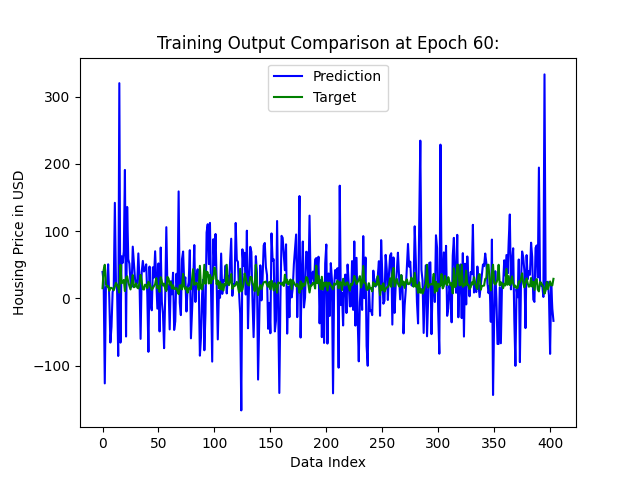 Training Output Comparison at Epoch 60:
Prediction
Target
Housing Price in USD
300
200
100
0
−100
0 50 100 150 200 250 300 350 400
Data Index